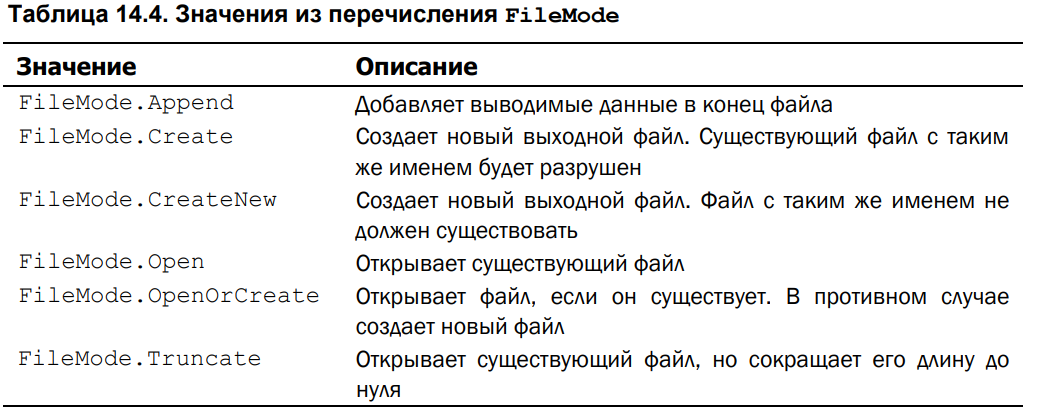 Таблица 14.4. Значения из перечисления FileMode
Значение Описание
FileMode.Append Добавляет выводимые данные в конец файла
FileMode.Create Создает новый выходной файл. Существующий файл с таким
же именем будет разрушен
FileMode.CreateNew Создает новый выходной файл. Файл с таким же именем не
должен существовать
FileMode.Open Открывает существующий файл
FileMode.OpenOrCreate Открывает файл, если он существует. В противном случае
создает новый файл
FileMode.Truncate Открывает существующий файл, но сокращает его длину до
нуля